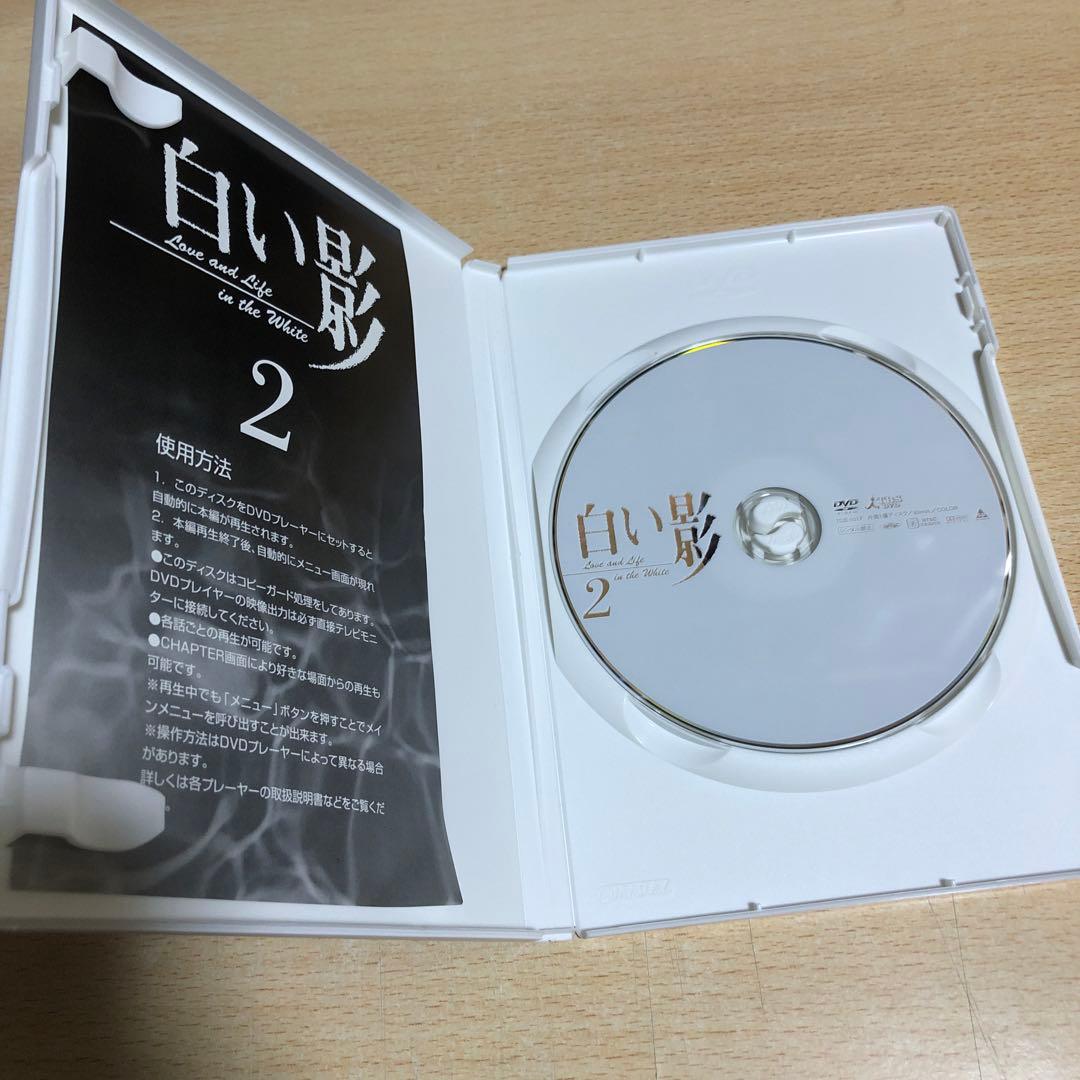 白い影
Love and Life
in the White
2
使用方法
1．このディスクをDVDプレーヤーにセットすると
自動的に本編が再生されます。
2．本編再生終了後、自動的にメニュー画面が現れ
ます。
●このディスクはコピーガード処理をしてあります。
DVDプレイヤーの映像出力は必ず直接テレビモニ
ターに接続してください。
●各話ごとの再生が可能です。
●CHAPTER画面により好きな場面からの再生も
可能です。
※再生中でも「メニュー」ボタンを押すことでメイ
ンメニューを呼び出すことが出来ます。
※操作方法はDVDプレーヤーによって異なる場合
があります。
詳しくは各プレーヤーの取扱説明書などをご覧くだ
白い影
Love and Life
in the White
2
DVD
TBS
片面1層ディスク
COLOR
NTSC